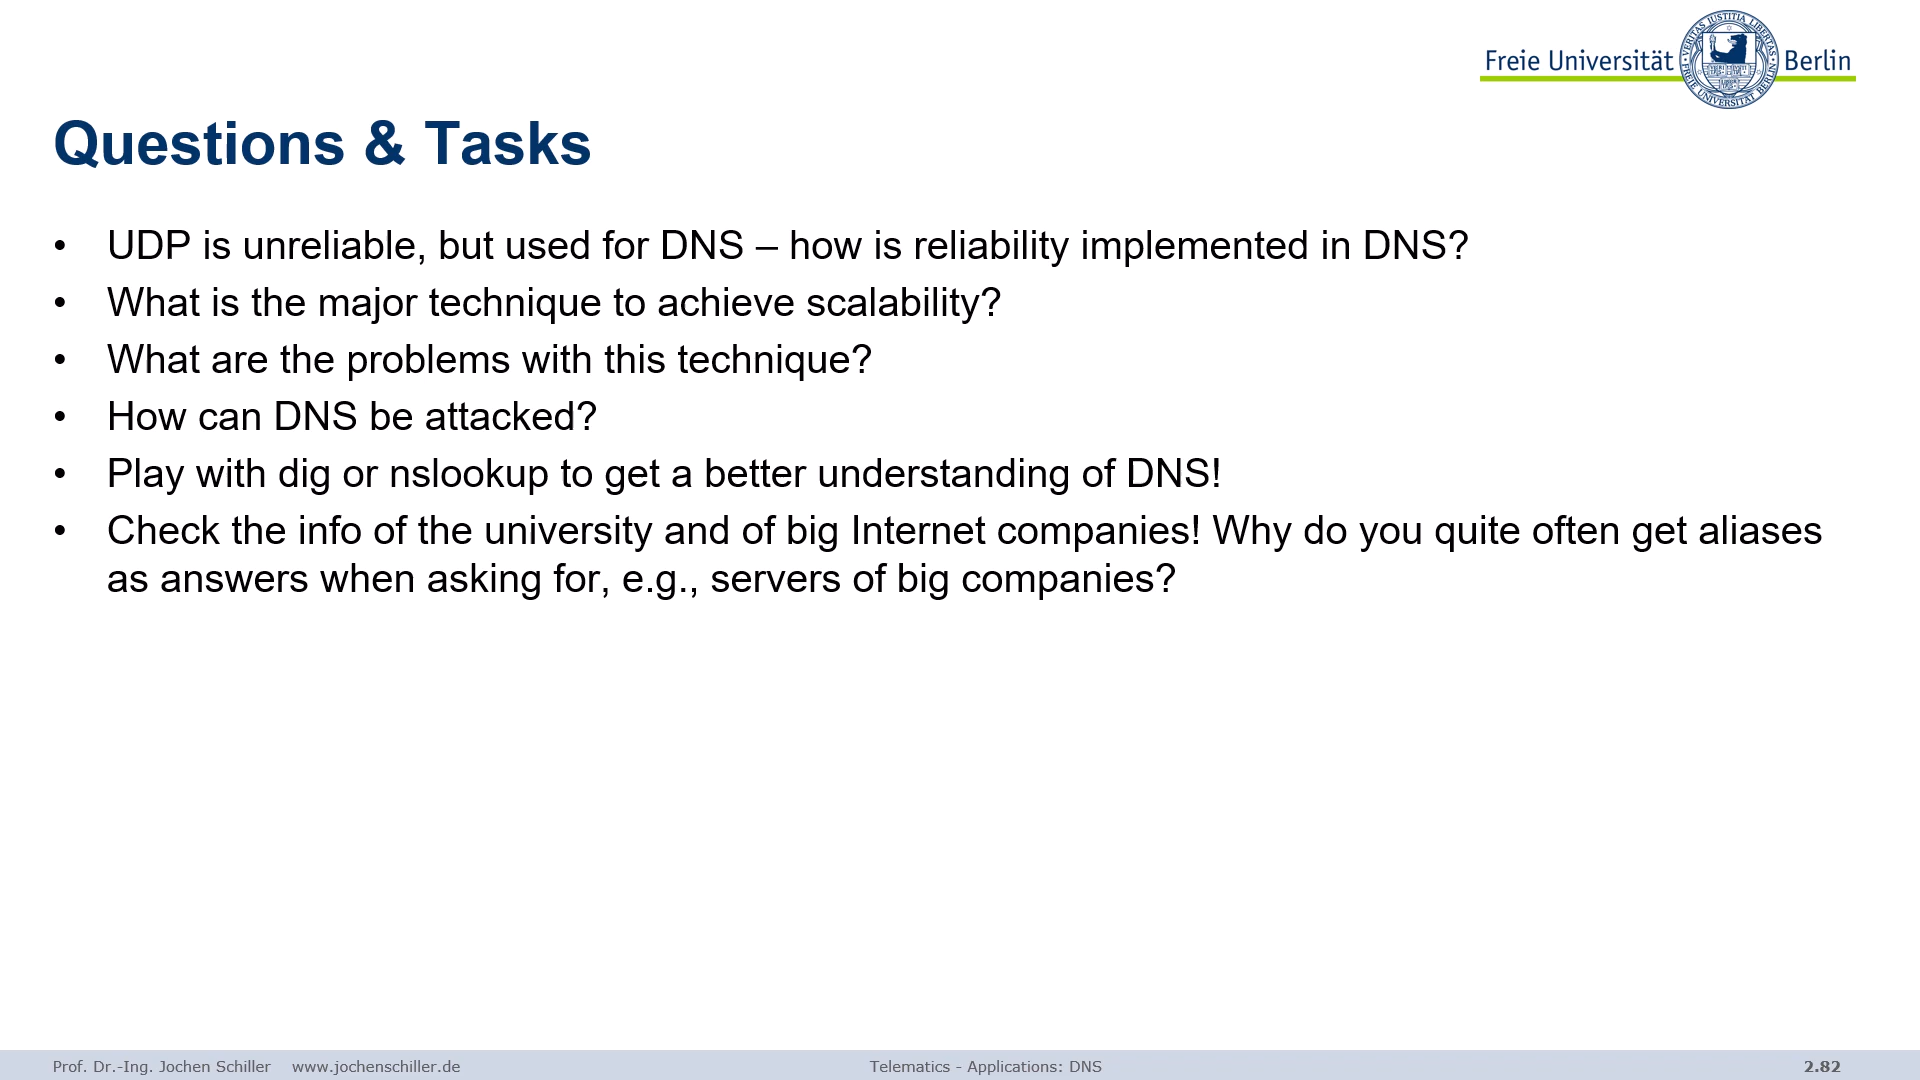 Freie Universität Berlin
Questions & Tasks
• UDP is unreliable, but used for DNS – how is reliability implemented in DNS?
• What is the major technique to achieve scalability?
• What are the problems with this technique?
• How can DNS be attacked?
• Play with dig or nslookup to get a better understanding of DNS!
• Check the info of the university and of big Internet companies! Why do you quite often get aliases
as answers when asking for, e.g., servers of big companies?
Prof. Dr.-Ing. Jochen Schiller www.jochenschiller.de Telematics - Applications: DNS 2.82